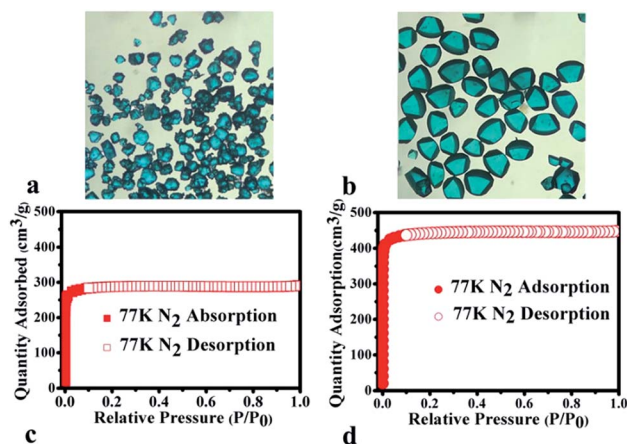 a
b
500
400
300
200
100
0
Quantity Adsorbed (cm³/g)
77K N₂ Absorption
77K N₂ Desorption
0.0 0.2 0.4 0.6 0.8 1.0
Relative Pressure (P/P₀)
c
500
400
300
200
100
0
Quantity Adsorption(cm³/g)
77K N₂ Adsorption
77K N₂ Desorption
0.0 0.2 0.4 0.6 0.8 1.0
Relative Pressure (P/P₀)
d